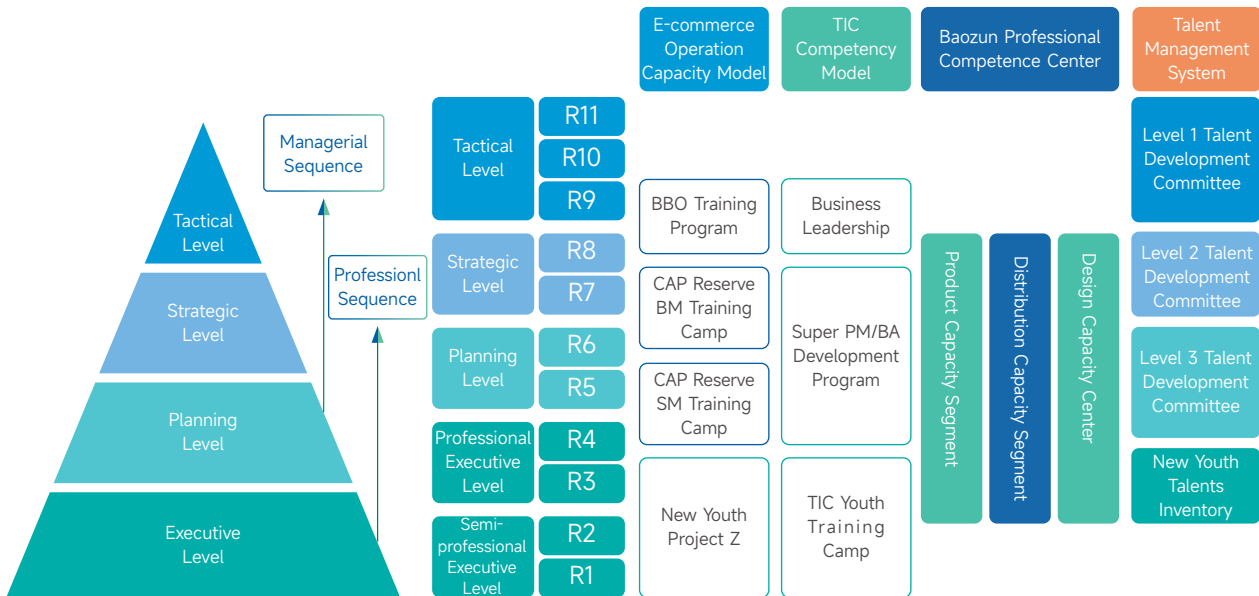 E-commerce
Operation
Capacity Model
TIC
Competency
Model
Baozun Professional
Competence Center
Talent
Management
System
Managerial
Sequence
Professionl
Sequence
Tactical
Level
Strategic
Level
Planning
Level
Executive
Level
Tactical
Level
R11
R10
R9
Strategic
Level
R8
R7
Planning
Level
R6
R5
Professional
Executive
Level
R4
R3
Semi-
professional
Executive
Level
R2
R1
BBO Training
Program
CAP Reserve
BM Training
Camp
CAP Reserve
SM Training
Camp
New Youth
Project Z
Business
Leadership
Super PM/BA
Development
Program
TIC Youth
Training
Camp
Product Capacity Segment
Distribution Capacity Segment
Design Capacity Center
Level 1 Talent
Development
Committee
Level 2 Talent
Development
Committee
Level 3 Talent
Development
Committee
New Youth
Talents
Inventory